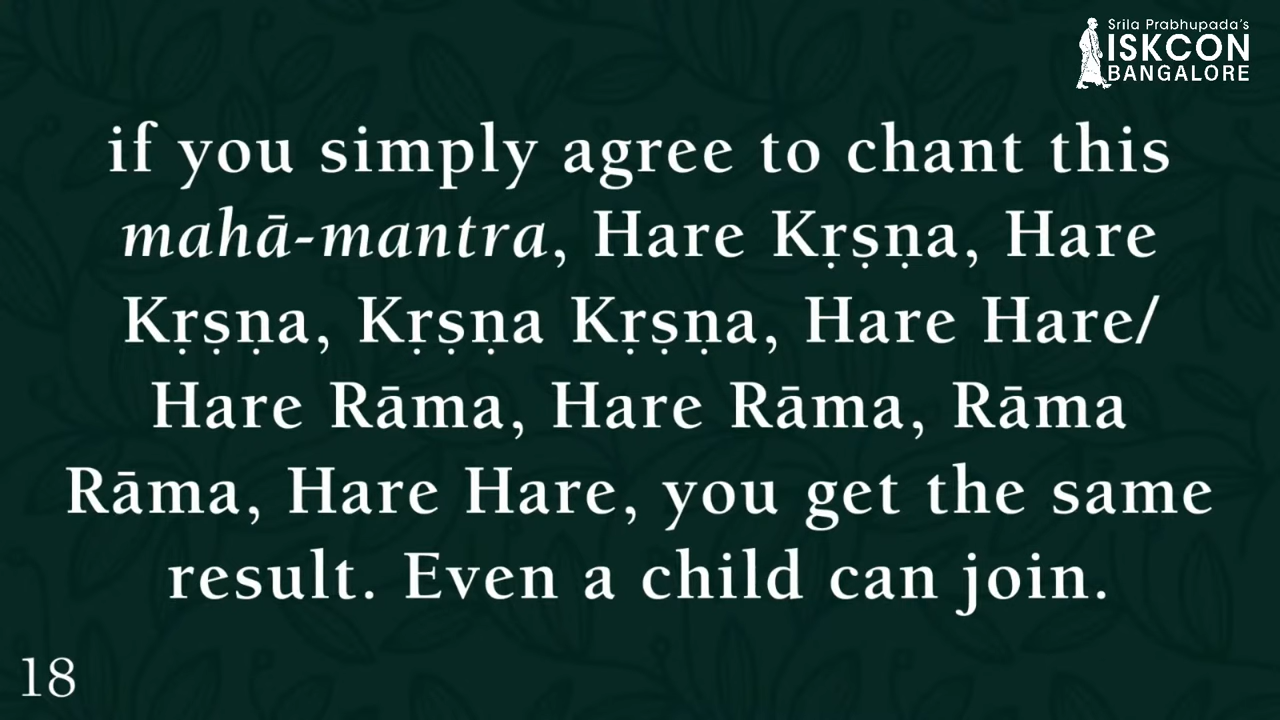 Srila Prabhupada's
ISKCON
BANGALORE
if you simply agree to chant this
mahā-mantra, Hare Kṛṣṇa, Hare
Kṛṣṇa, Kṛṣṇa Kṛṣṇa, Hare Hare/
Hare Rāma, Hare Rāma, Rāma
Rāma, Hare Hare, you get the same
result. Even a child can join.
18